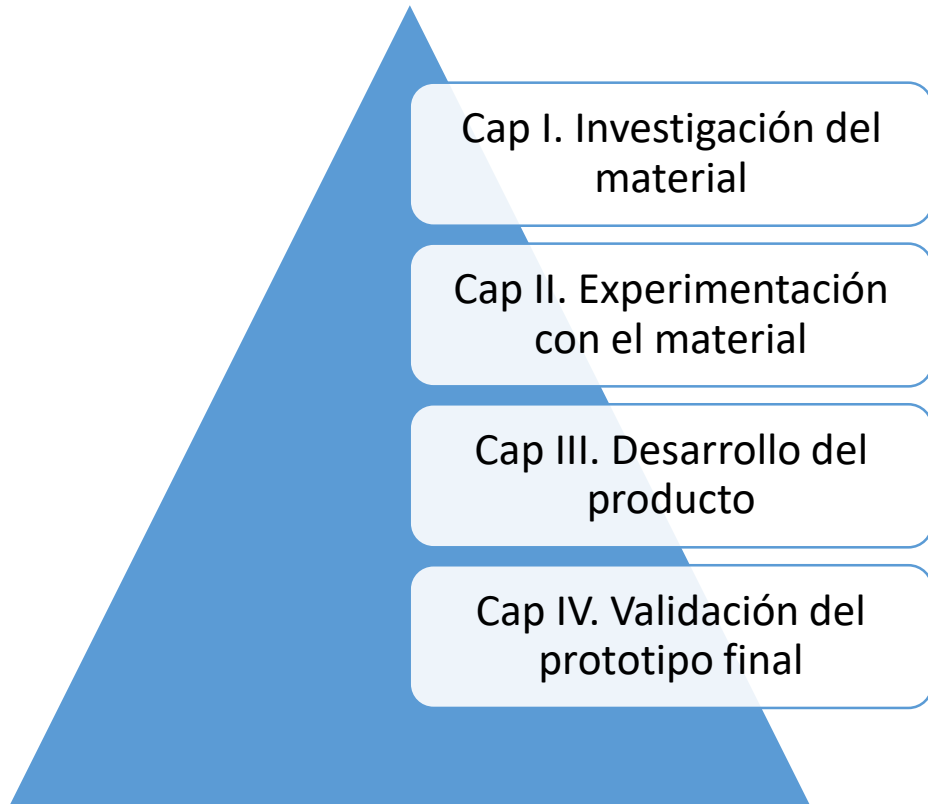 Cap I. Investigación del
material
Cap II. Experimentación
con el material
Cap III. Desarrollo del
producto
Cap IV. Validación del
prototipo final